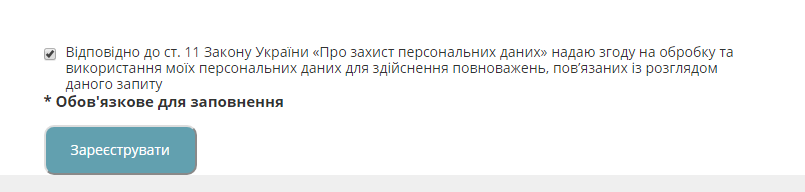 Відповідно до ст. 11 Закону України «Про захист персональних даних» надаю згоду на обробку та
використання моїх персональних даних для здійснення повноважень, пов’язаних із розглядом
даного запиту
* Обов'язкове для заповнення
Зареєструвати